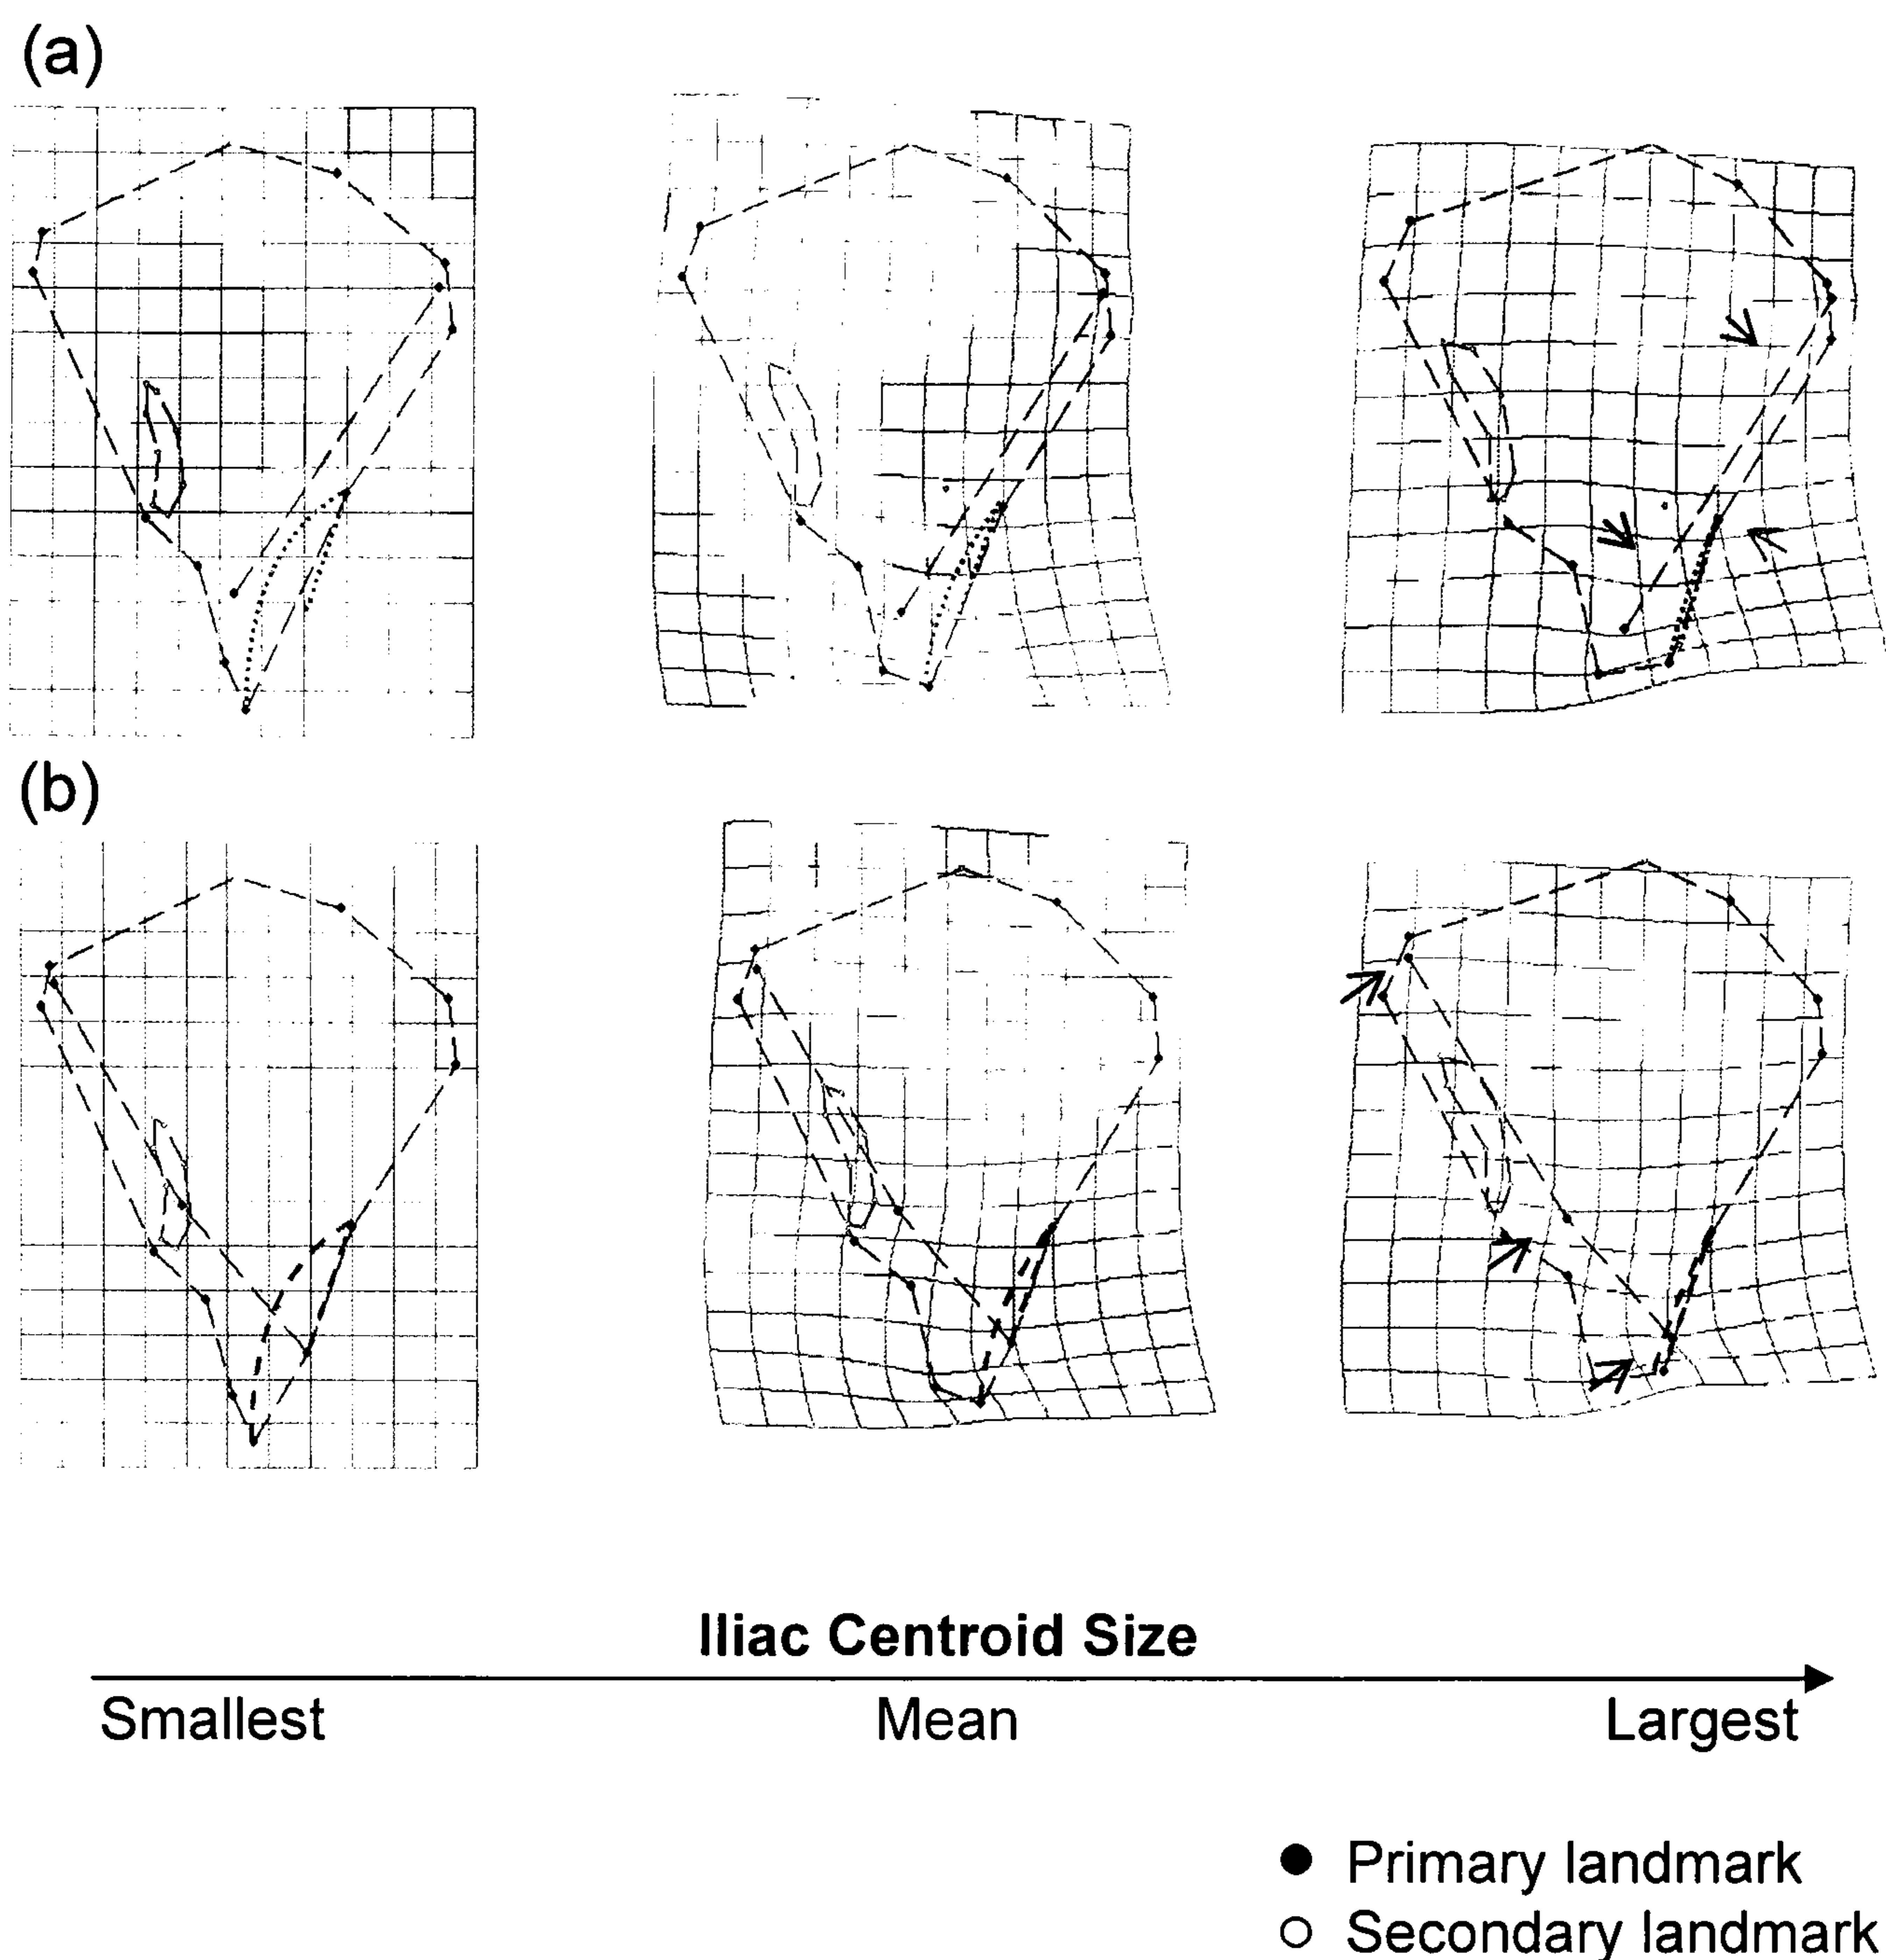 (a)
(b)
Iliac Centroid Size
Smallest Mean Largest
● Primary landmark
○ Secondary landmark